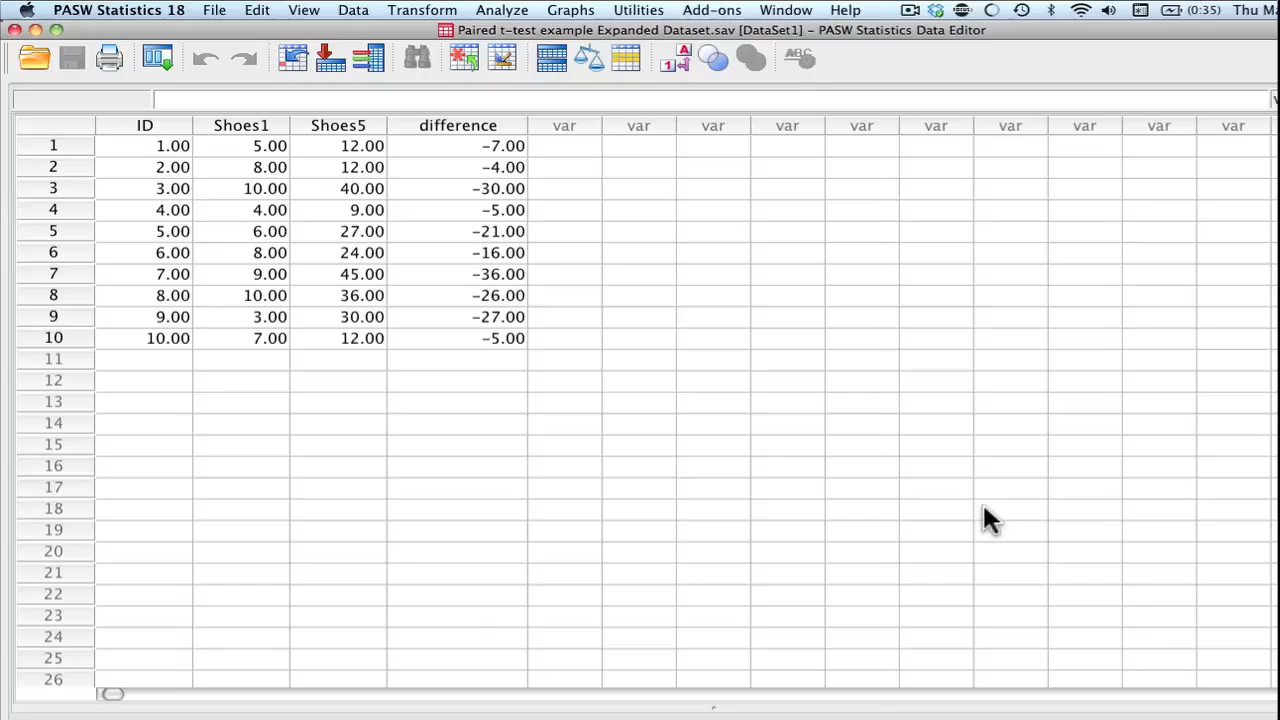 PASW Statistics 18 File Edit View Data Transform Analyze Graphs Utilities Add-ons Window Help (0:35) Thu Ma
Paired t-test example Expanded Dataset.sav [DataSet1] – PASW Statistics Data Editor
A
1
ABC
ID Shoes1 Shoes5 difference var var var var var var var var var var
1 1.00 5.00 12.00 −7.00
2 2.00 8.00 12.00 −4.00
3 3.00 10.00 40.00 −30.00
4 4.00 4.00 9.00 −5.00
5 5.00 6.00 27.00 −21.00
6 6.00 8.00 24.00 −16.00
7 7.00 9.00 45.00 −36.00
8 8.00 10.00 36.00 −26.00
9 9.00 3.00 30.00 −27.00
10 10.00 7.00 12.00 −5.00
11
12
13
14
15
16
17
18
19
20
21
22
23
24
25
26